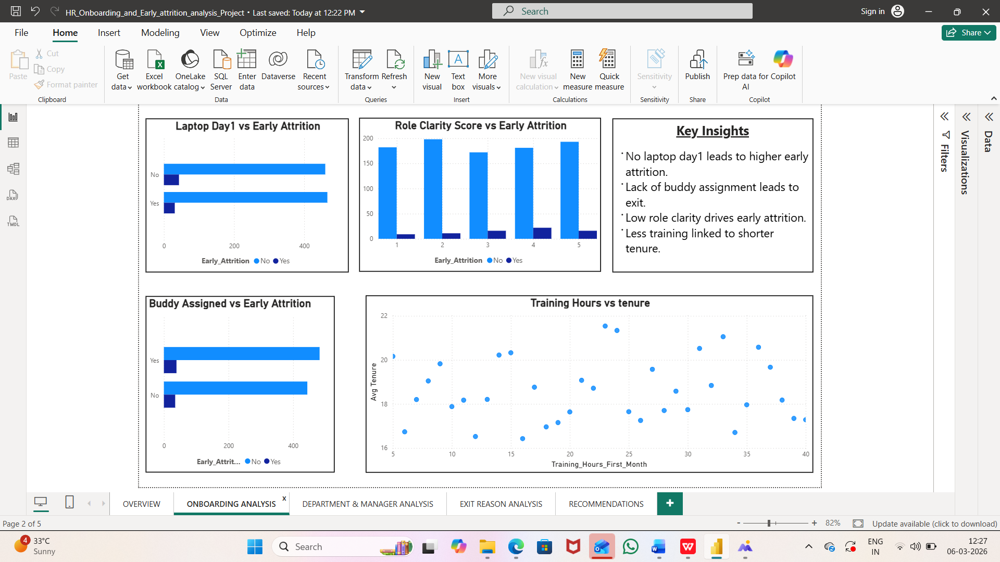 HR_Onboarding_and_Early_attrition_analysis_Project • Last saved: Today at 12:22 PM
Search
Sign in
File Home Insert Modeling View Optimize Help
Share
Paste
Cut
Copy
Format painter
Clipboard
Get data
Excel workbook
OneLake catalog
SQL Server
Enter data
Dataverse
Recent sources
Data
Transform data
Refresh
Queries
New visual
Text box
More visuals
Insert
New visual calculation
New measure
Quick measure
Calculations
Sensitivity
Sensitivity
Publish
Share
Prep data for AI
Copilot
Copilot
DAX
TMDL
Laptop Day1 vs Early Attrition
No
Yes
0 200 400
Early_Attrition No Yes
Role Clarity Score vs Early Attrition
200
150
100
50
0
1 2 3 4 5
Early_Attrition No Yes
Key Insights
No laptop day1 leads to higher early
attrition.
Lack of buddy assignment leads to
exit.
Low role clarity drives early attrition.
Less training linked to shorter
tenure.
Buddy Assigned vs Early Attrition
Yes
No
0 200 400
Early_Attrit... No Yes
Training Hours vs tenure
22
20
18
16
Avg Tenure
5 10 15 20 25 30 35 40
Training_Hours_First_Month
Filters
Visualizations
Data
OVERVIEW
ONBOARDING ANALYSIS x
DEPARTMENT & MANAGER ANALYSIS
EXIT REASON ANALYSIS
RECOMMENDATIONS
+
Page 2 of 5
- + 82%
Update available (click to download)
4
33°C
Sunny
Search
ENG
IN
12:27
06-03-2026